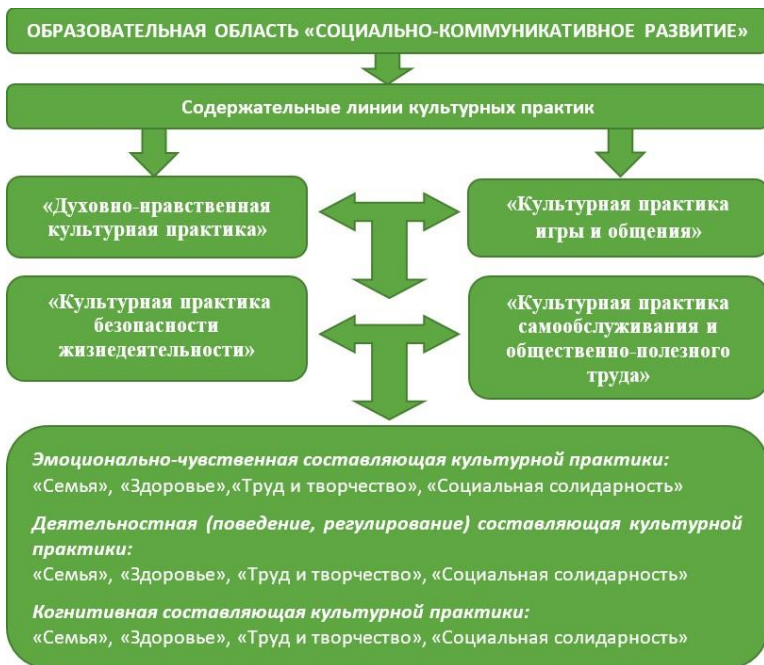 ОБРАЗОВАТЕЛЬНАЯ ОБЛАСТЬ «СОЦИАЛЬНО-КОММУНИКАТИВНОЕ РАЗВИТИЕ»
Содержательные линии культурных практик
«Духовно-нравственная
культурная практика»
«Культурная практика
игры и общения»
«Культурная практика
безопасности
жизнедеятельности»
«Культурная практика
самообслуживания и
общественно-полезного
труда»
Эмоционально-чувственная составляющая культурной практики:
«Семья», «Здоровье»,«Труд и творчество», «Социальная солидарность»
Деятельностная (поведение, регулирование) составляющая культурной
практики:
«Семья», «Здоровье», «Труд и творчество», «Социальная солидарность»
Когнитивная составляющая культурной практики:
«Семья», «Здоровье», «Труд и творчество», «Социальная солидарность»